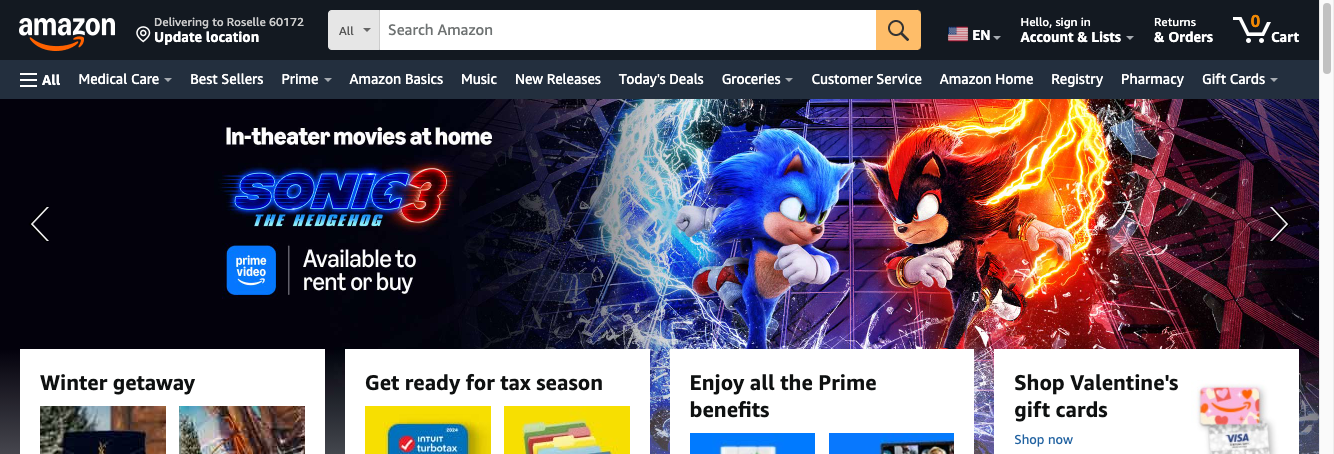 amazon
Delivering to Roselle 60172
Update location
All
Search Amazon
EN
Hello, sign in
Account & Lists
Returns
& Orders
0
Cart
All
Medical Care
Best Sellers
Prime
Amazon Basics
Music
New Releases
Today's Deals
Groceries
Customer Service
Amazon Home
Registry
Pharmacy
Gift Cards
In-theater movies at home
SONIC 3
THE HEDGEHOG
prime
video
Available to
rent or buy
Winter getaway
Get ready for tax season
2024
INTUIT
turbotax
Enjoy all the Prime
benefits
Shop Valentine's
gift cards
Shop now
VISA